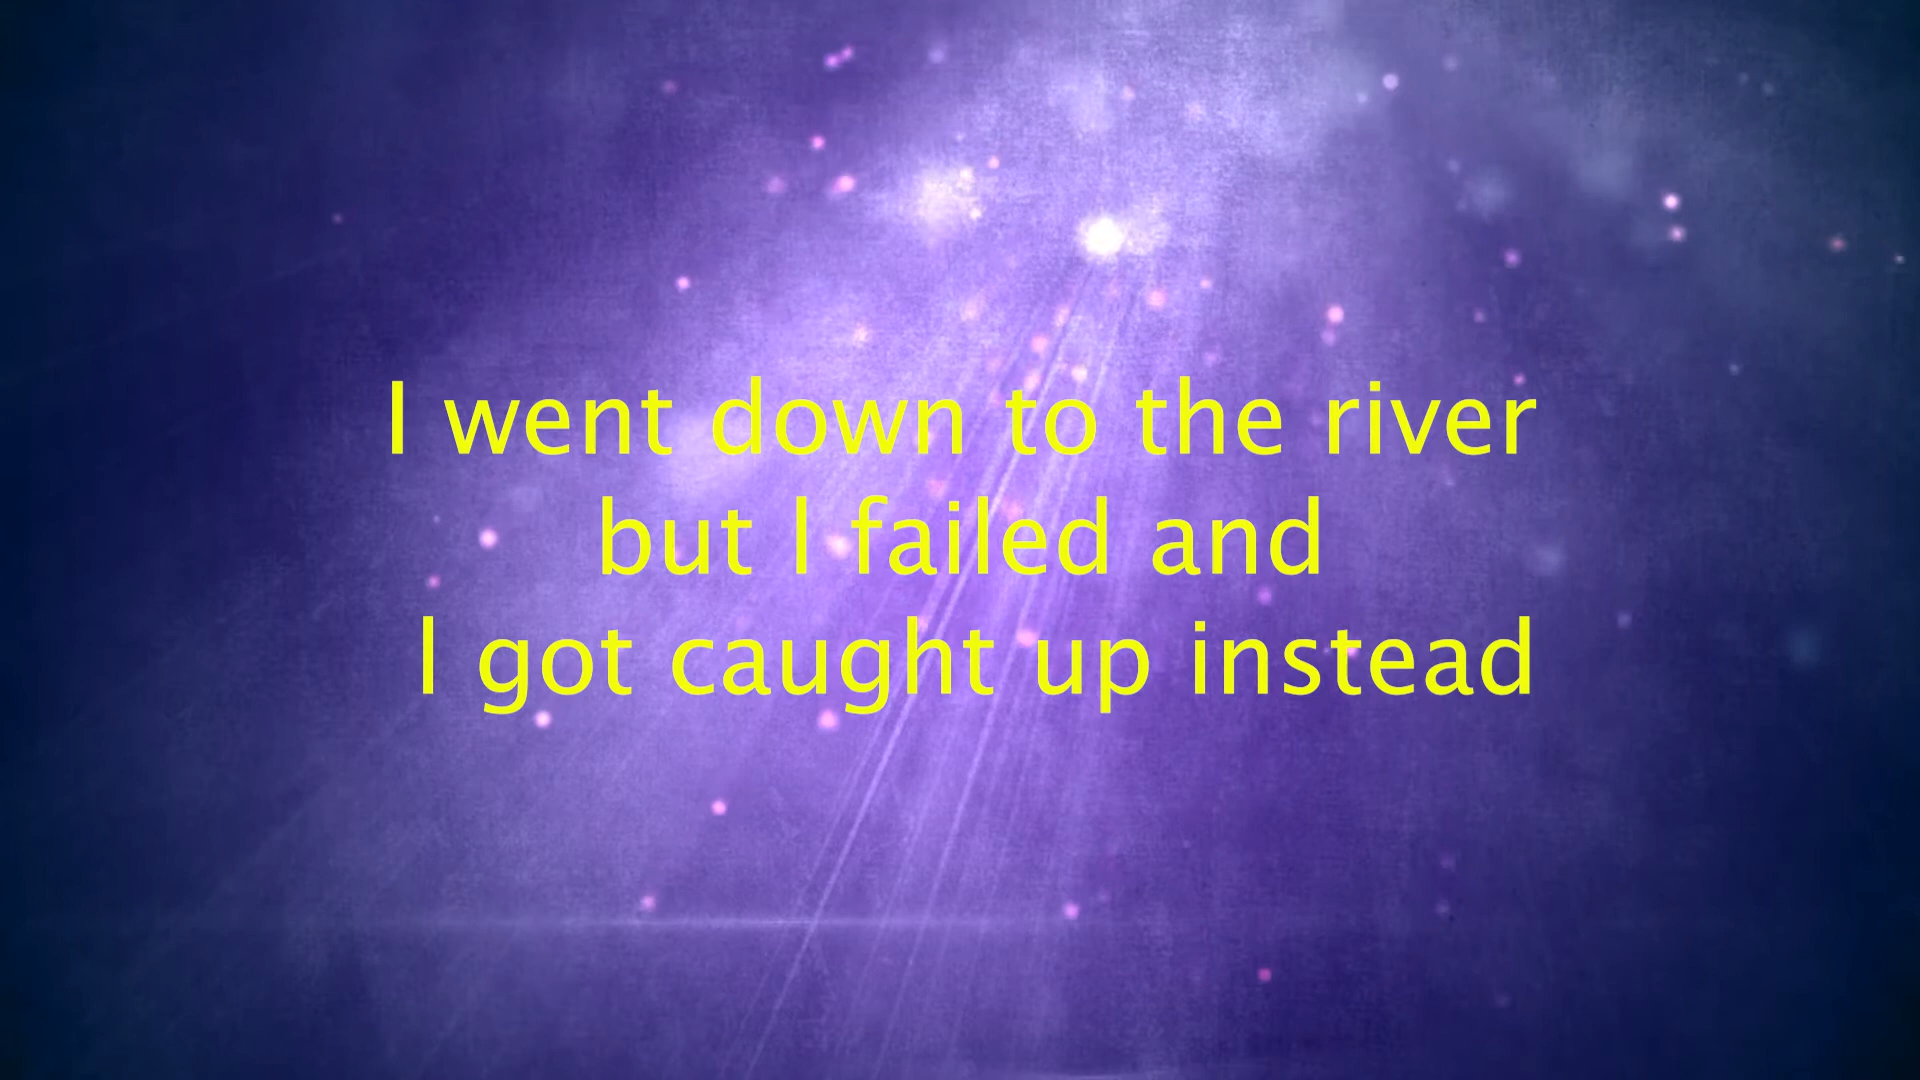 I went down to the river
but I failed and
I got caught up instead